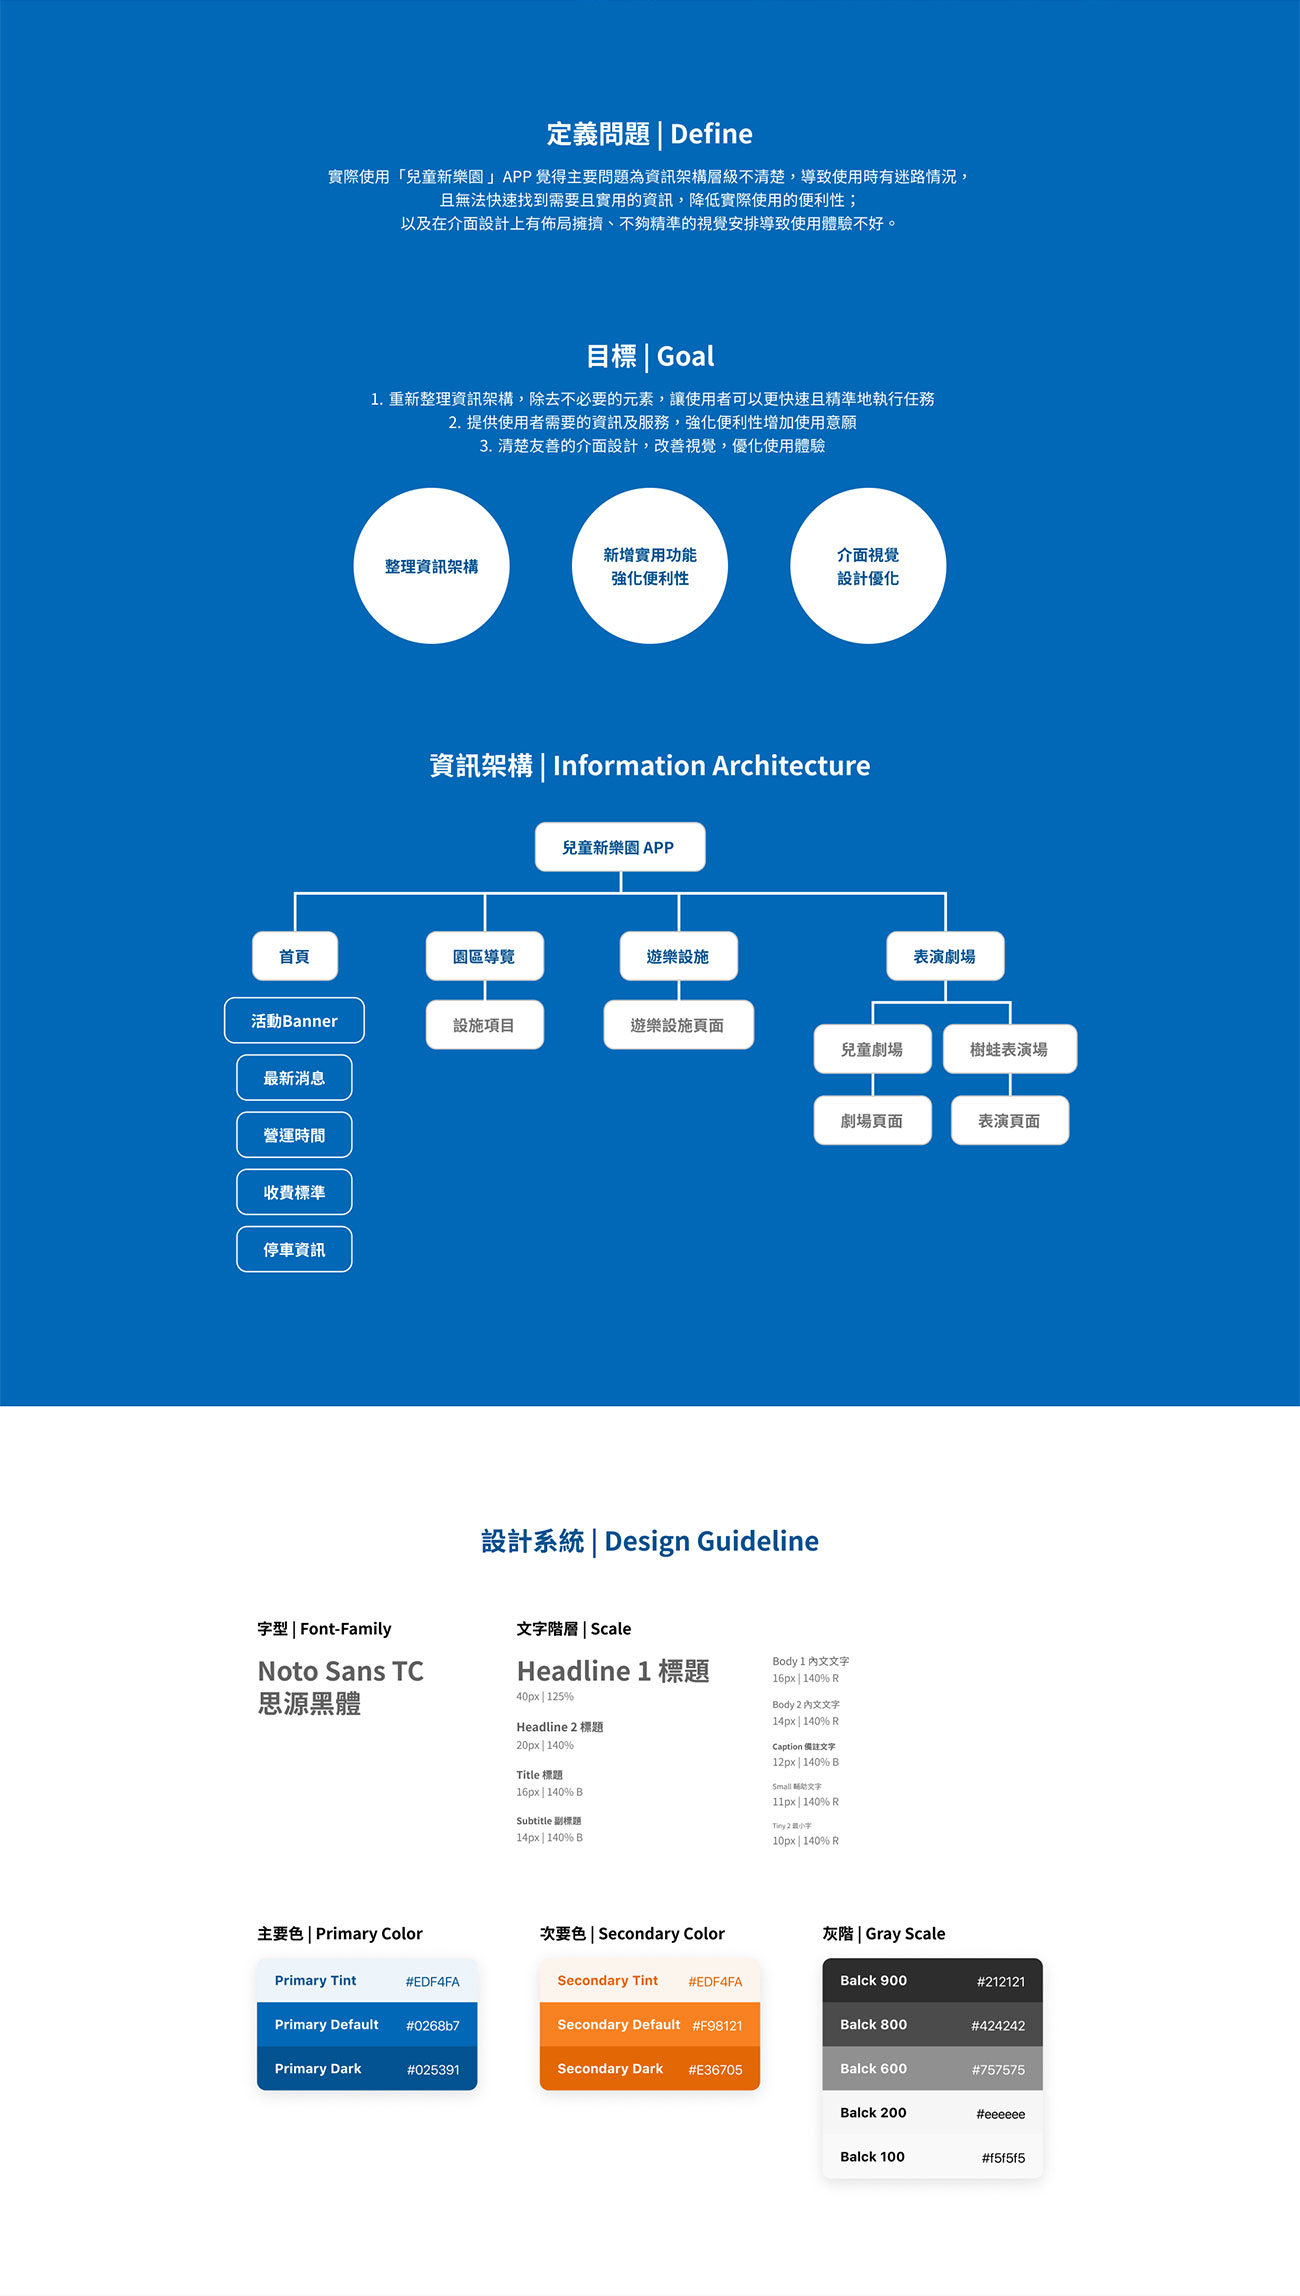 定義問題 | Define
實際使用「兒童新樂園 」APP 覺得主要問題為資訊架構層級不清楚，導致使用時有迷路情況，
且無法快速找到需要且實用的資訊，降低實際使用的便利性；
以及在介面設計上有佈局擁擠、不夠精準的視覺安排導致使用體驗不好。
目標 | Goal
1. 重新整理資訊架構，除去不必要的元素，讓使用者可以更快速且精準地執行任務
2. 提供使用者需要的資訊及服務，強化便利性增加使用意願
3. 清楚友善的介面設計，改善視覺，優化使用體驗
整理資訊架構
新增實用功能
強化便利性
介面視覺
設計優化
資訊架構 | Information Architecture
兒童新樂園 APP
首頁
園區導覽
遊樂設施
表演劇場
活動Banner
最新消息
營運時間
收費標準
停車資訊
設施項目
遊樂設施頁面
兒童劇場
樹蛙表演場
劇場頁面
表演頁面
設計系統 | Design Guideline
字型 | Font-Family
Noto Sans TC
思源黑體
文字階層 | Scale
Headline 1 標題
40px | 125%
Headline 2 標題
20px | 140%
Title 標題
16px | 140% B
Subtitle 副標題
14px | 140% B
Body 1 內文文字
16px | 140% R
Body 2 內文文字
14px | 140% R
Caption 備註文字
12px | 140% B
Small 輔助文字
11px | 140% R
Tiny 2 最小字
10px | 140% R
主要色 | Primary Color
Primary Tint #EDF4FA
Primary Default #0268b7
Primary Dark #025391
次要色 | Secondary Color
Secondary Tint #EDF4FA
Secondary Default #F98121
Secondary Dark #E36705
灰階 | Gray Scale
Balck 900 #212121
Balck 800 #424242
Balck 600 #757575
Balck 200 #eeeeee
Balck 100 #f5f5f5